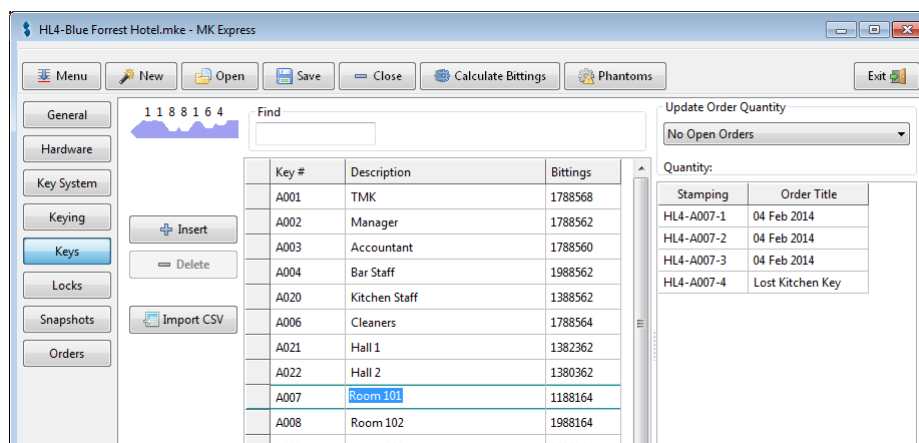 HL4-Blue Forrest Hotel.mke - MK Express
Menu New Open Save Close Calculate Bittings Phantoms Exit
General
Hardware
Key System
Keying
Keys
Locks
Snapshots
Orders
1 1 8 8 1 6 4
Insert
Delete
Import CSV
Find
Key # Description Bittings
A001 TMK 1788568
A002 Manager 1788562
A003 Accountant 1788560
A004 Bar Staff 1988562
A020 Kitchen Staff 1388562
A006 Cleaners 1788564
A021 Hall 1 1382362
A022 Hall 2 1380362
A007 Room 101 1188164
A008 Room 102 1988164
Update Order Quantity
No Open Orders
Quantity:
Stamping Order Title
HL4-A007-1 04 Feb 2014
HL4-A007-2 04 Feb 2014
HL4-A007-3 04 Feb 2014
HL4-A007-4 Lost Kitchen Key